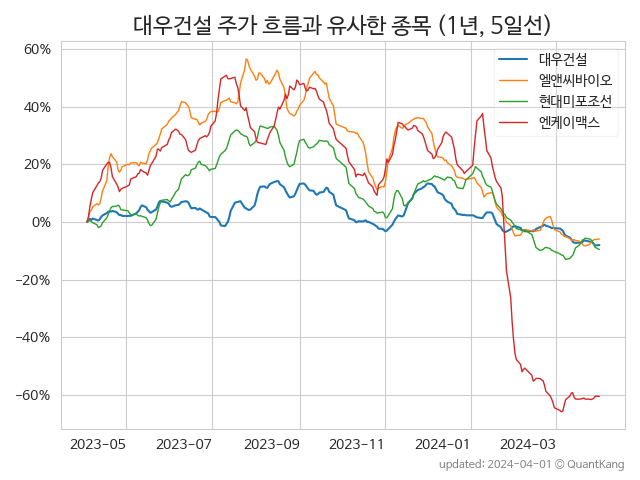 대우건설 주가 흐름과 유사한 종목 (1년, 5일선)
60%
40%
20%
0%
−20%
−40%
−60%
대우건설
엘앤씨바이오
현대미포조선
엔케이맥스
2023-05 2023-07 2023-09 2023-11 2024-01 2024-03
updated: 2024-04-01 © QuantKang